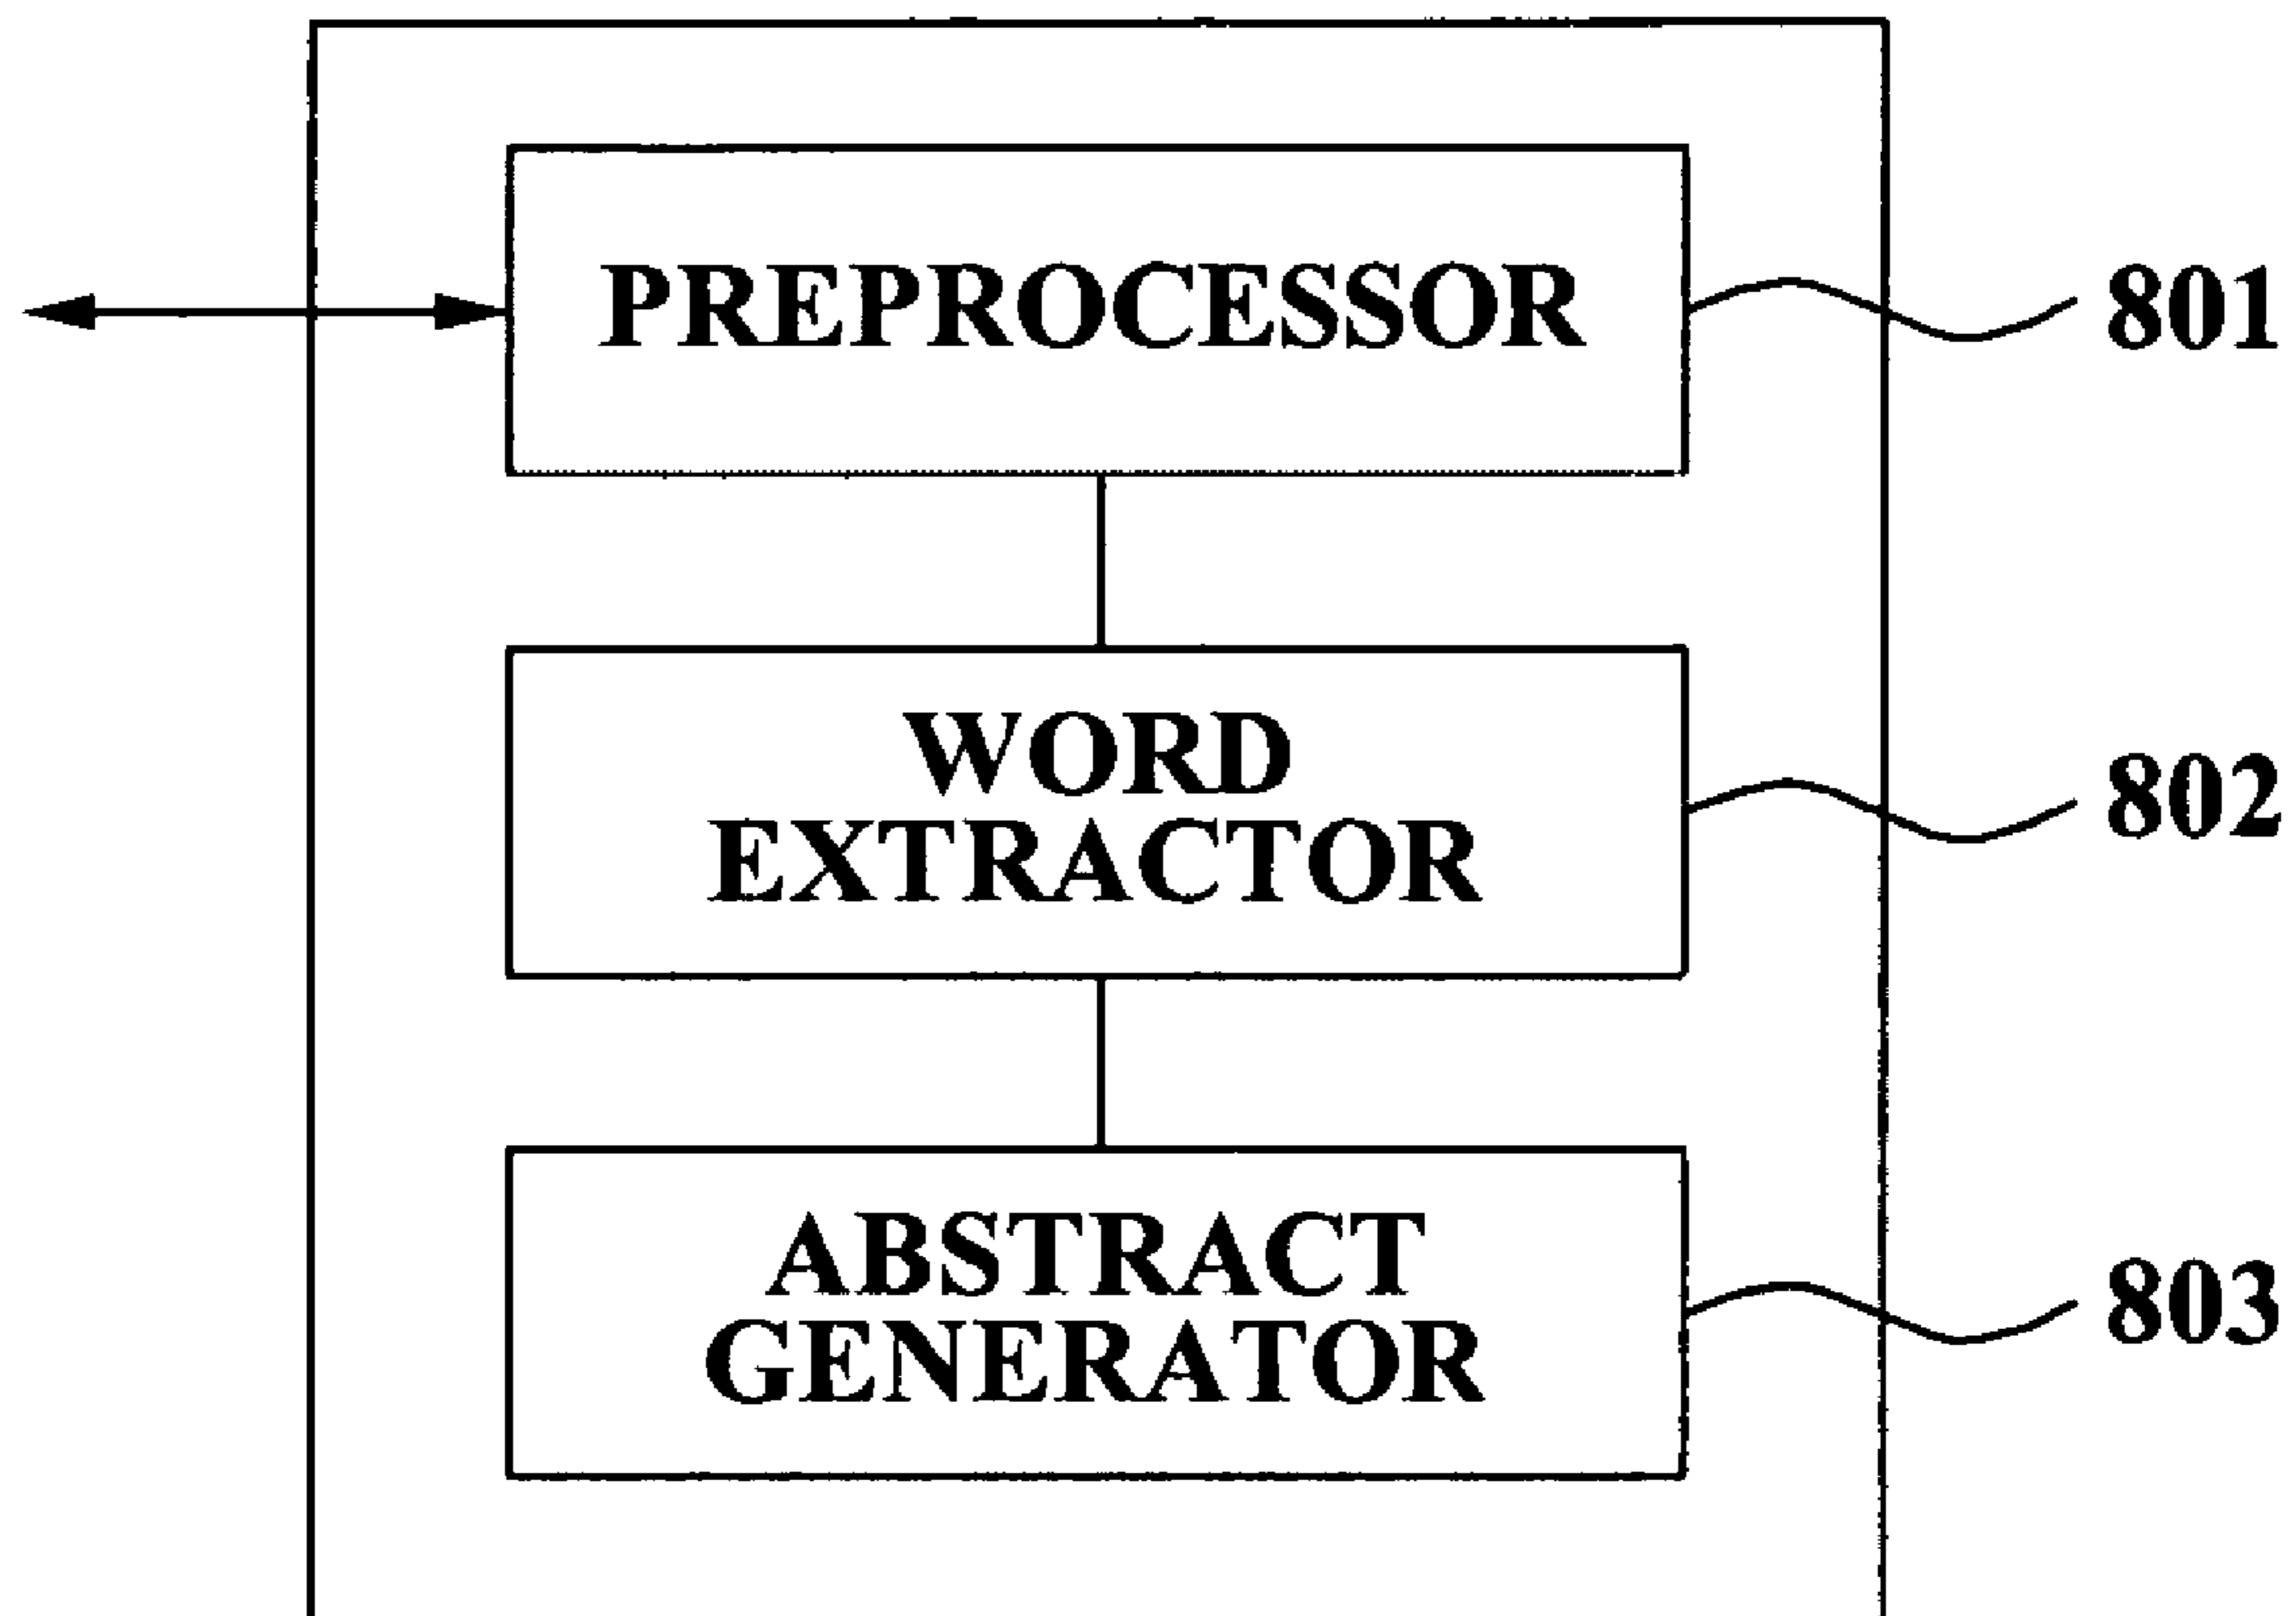 PREPROCESSOR
801
WORD
EXTRACTOR
802
ABSTRACT
GENERATOR
803